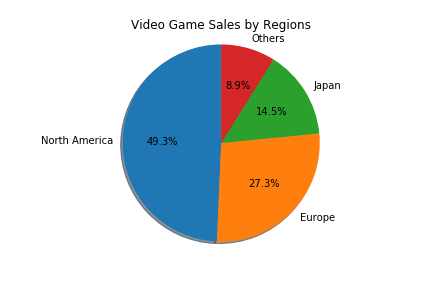 Video Game Sales by Regions
Others
8.9%
Japan
14.5%
North America
49.3%
27.3%
Europe